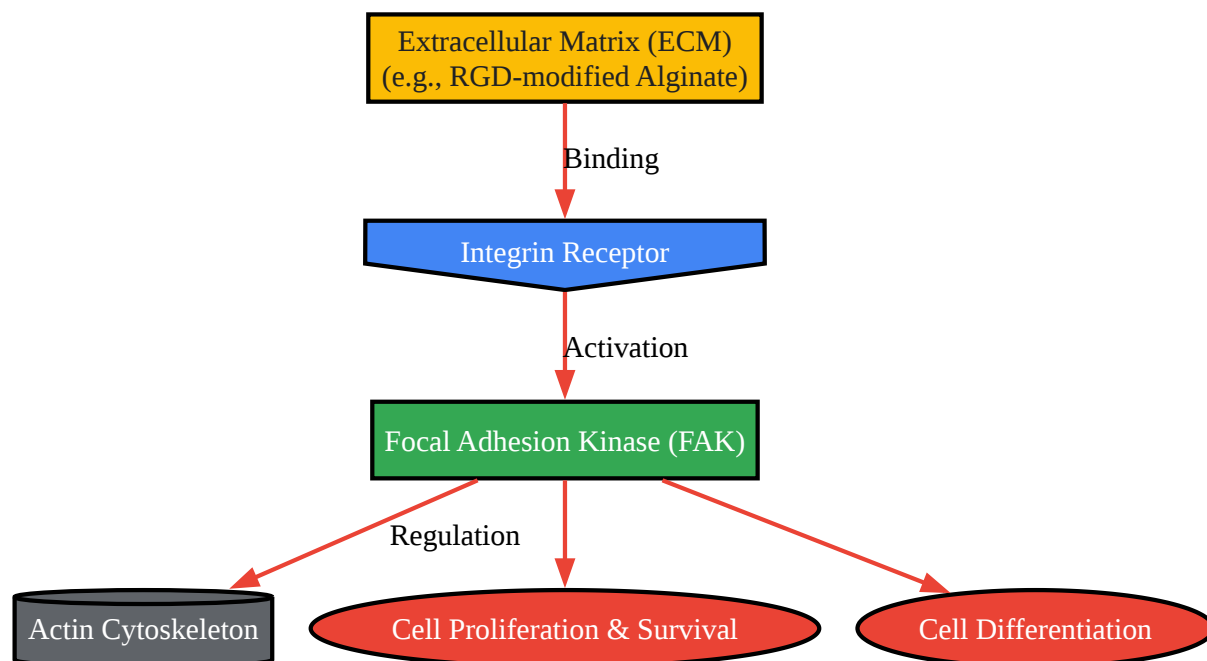 Extracellular Matrix (ECM)
(e.g., RGD-modified Alginate)
Binding
Integrin Receptor
Activation
Focal Adhesion Kinase (FAK)
Regulation
Actin Cytoskeleton
Cell Proliferation & Survival
Cell Differentiation